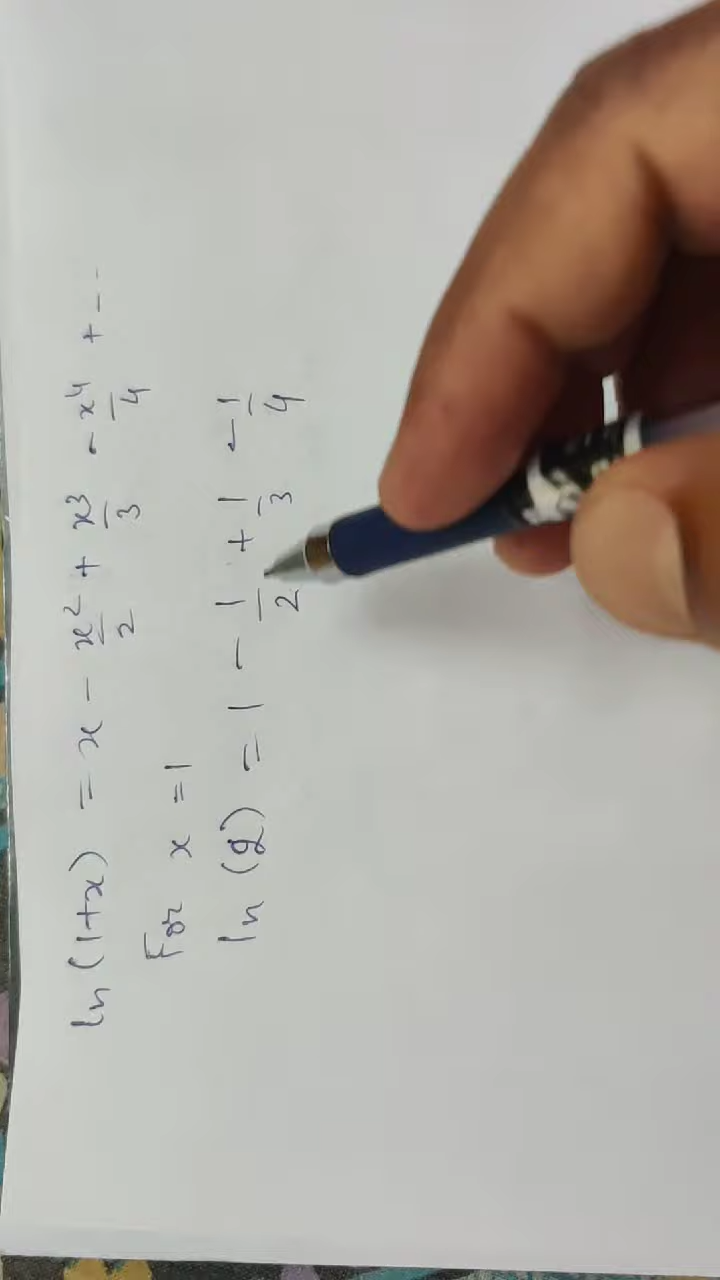 ln (1+x) = x - x²/2 + x³/3 - x⁴/4 + ---
For x = 1
ln (2) = 1 - 1/2 + 1/3 - 1/4